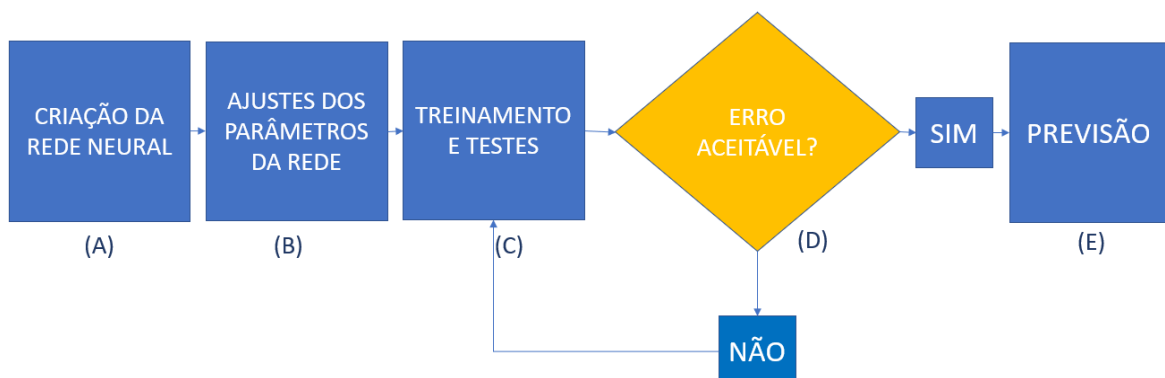 CRIAÇÃO DA
REDE NEURAL
(A)
AJUSTES DOS
PARÂMETROS
DA REDE
(B)
TREINAMENTO
E TESTES
(C)
ERRO
ACEITÁVEL?
(D)
NÃO
SIM
PREVISÃO
(E)